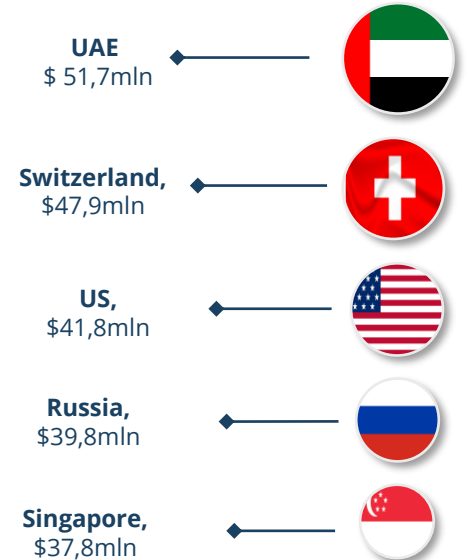 UAE
$ 51,7mln
Switzerland,
$47,9mln
US,
$41,8mln
Russia,
$39,8mln
Singapore,
$37,8mln